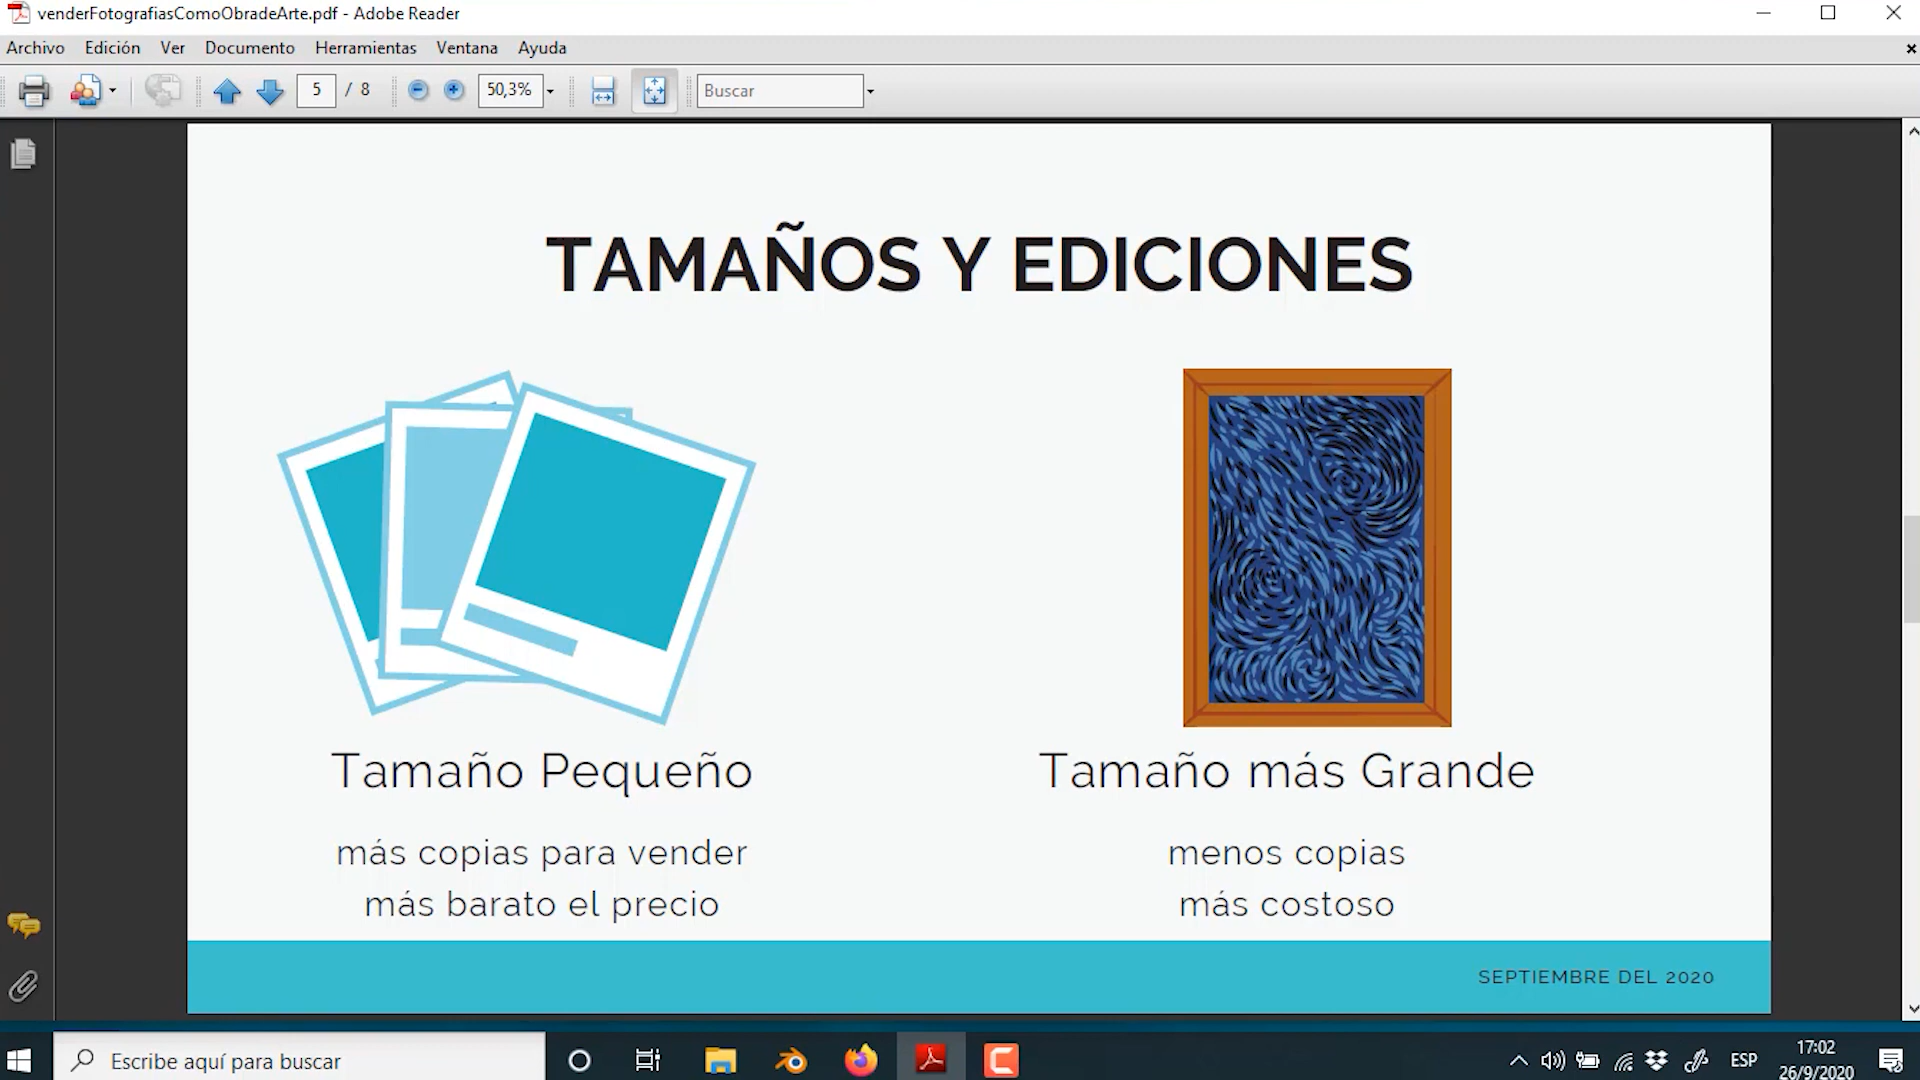 venderFotografiasComoObradeArte.pdf - Adobe Reader
Archivo Edición Ver Documento Herramientas Ventana Ayuda
5 / 8 50,3% Buscar
TAMAÑOS Y EDICIONES
Tamaño Pequeño
más copias para vender
más barato el precio
Tamaño más Grande
menos copias
más costoso
SEPTIEMBRE DEL 2020
Escribe aquí para buscar
ESP
17:02
26/9/2020